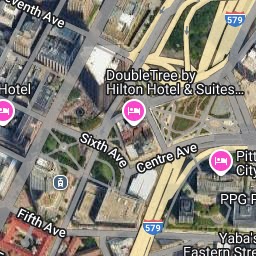 Seventh Ave
579
DoubleTree by
Hilton Hotel & Suites...
Hotel
Sixth Ave
Centre Ave
Pitt
City
PPG P
Fifth Ave
579
Yaba's
Eastern Stre